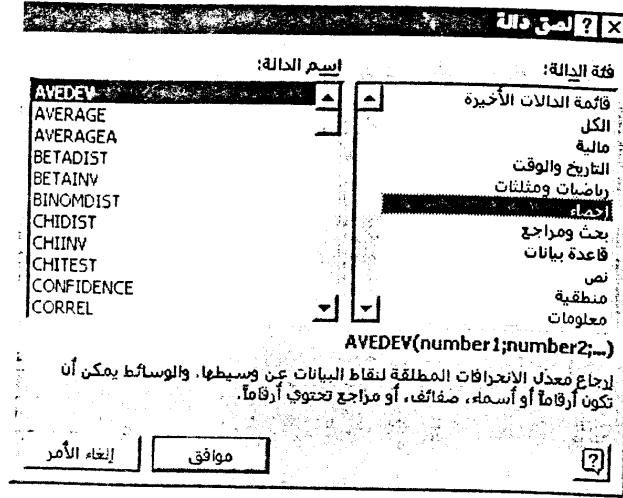 لصق دالة
فئة الدالة:
قائمة الدالات الأخيرة
الكل
مالية
التاريخ والوقت
رياضيات ومثلثات
إحصاء
بحث ومراجع
قاعدة بيانات
نص
منطقية
معلومات
اسم الدالة:
AVEDEV
AVERAGE
AVERAGEA
BETADIST
BETAINV
BINOMDIST
CHIDIST
CHIINV
CHITEST
CONFIDENCE
CORREL
AVEDEV(number1;number2;...)
إرجاع معدل الانحرافات المطلقة لنقاط البيانات عن وسيطها. والوسائط يمكن أن
تكون أرقاماً أو أسماء، صفائف، أو مراجع تحتوي أرقاماً.
موافق
إلغاء الأمر